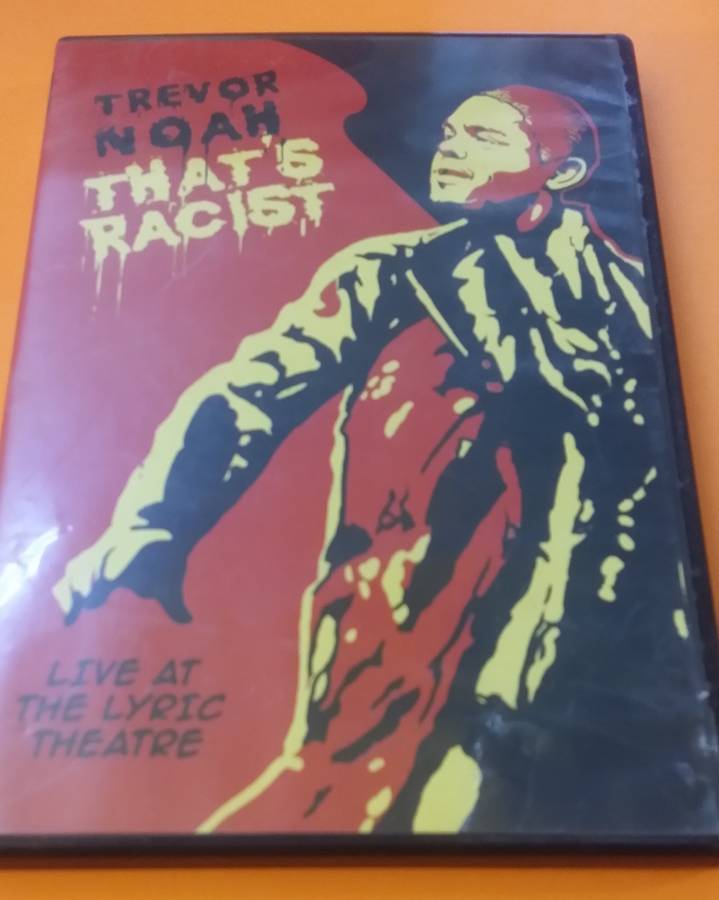 TREVOR
NOAH
THAT'S
RACIST
LIVE AT
THE LYRIC
THEATRE